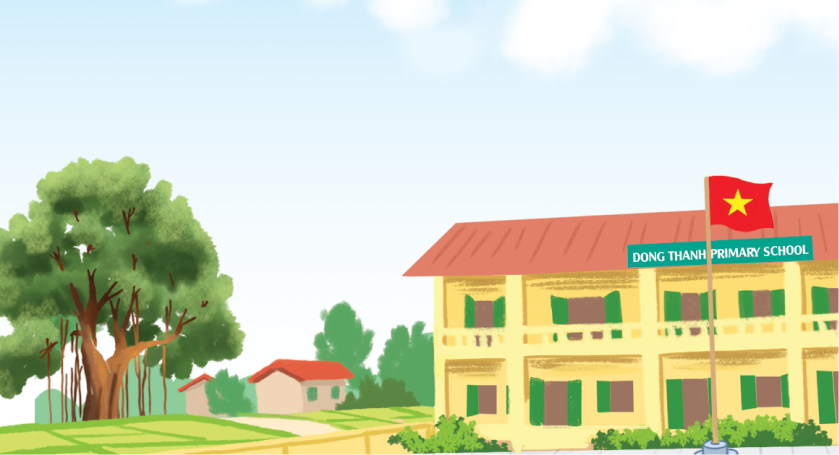 DONG THANH PRIMARY SCHOOL